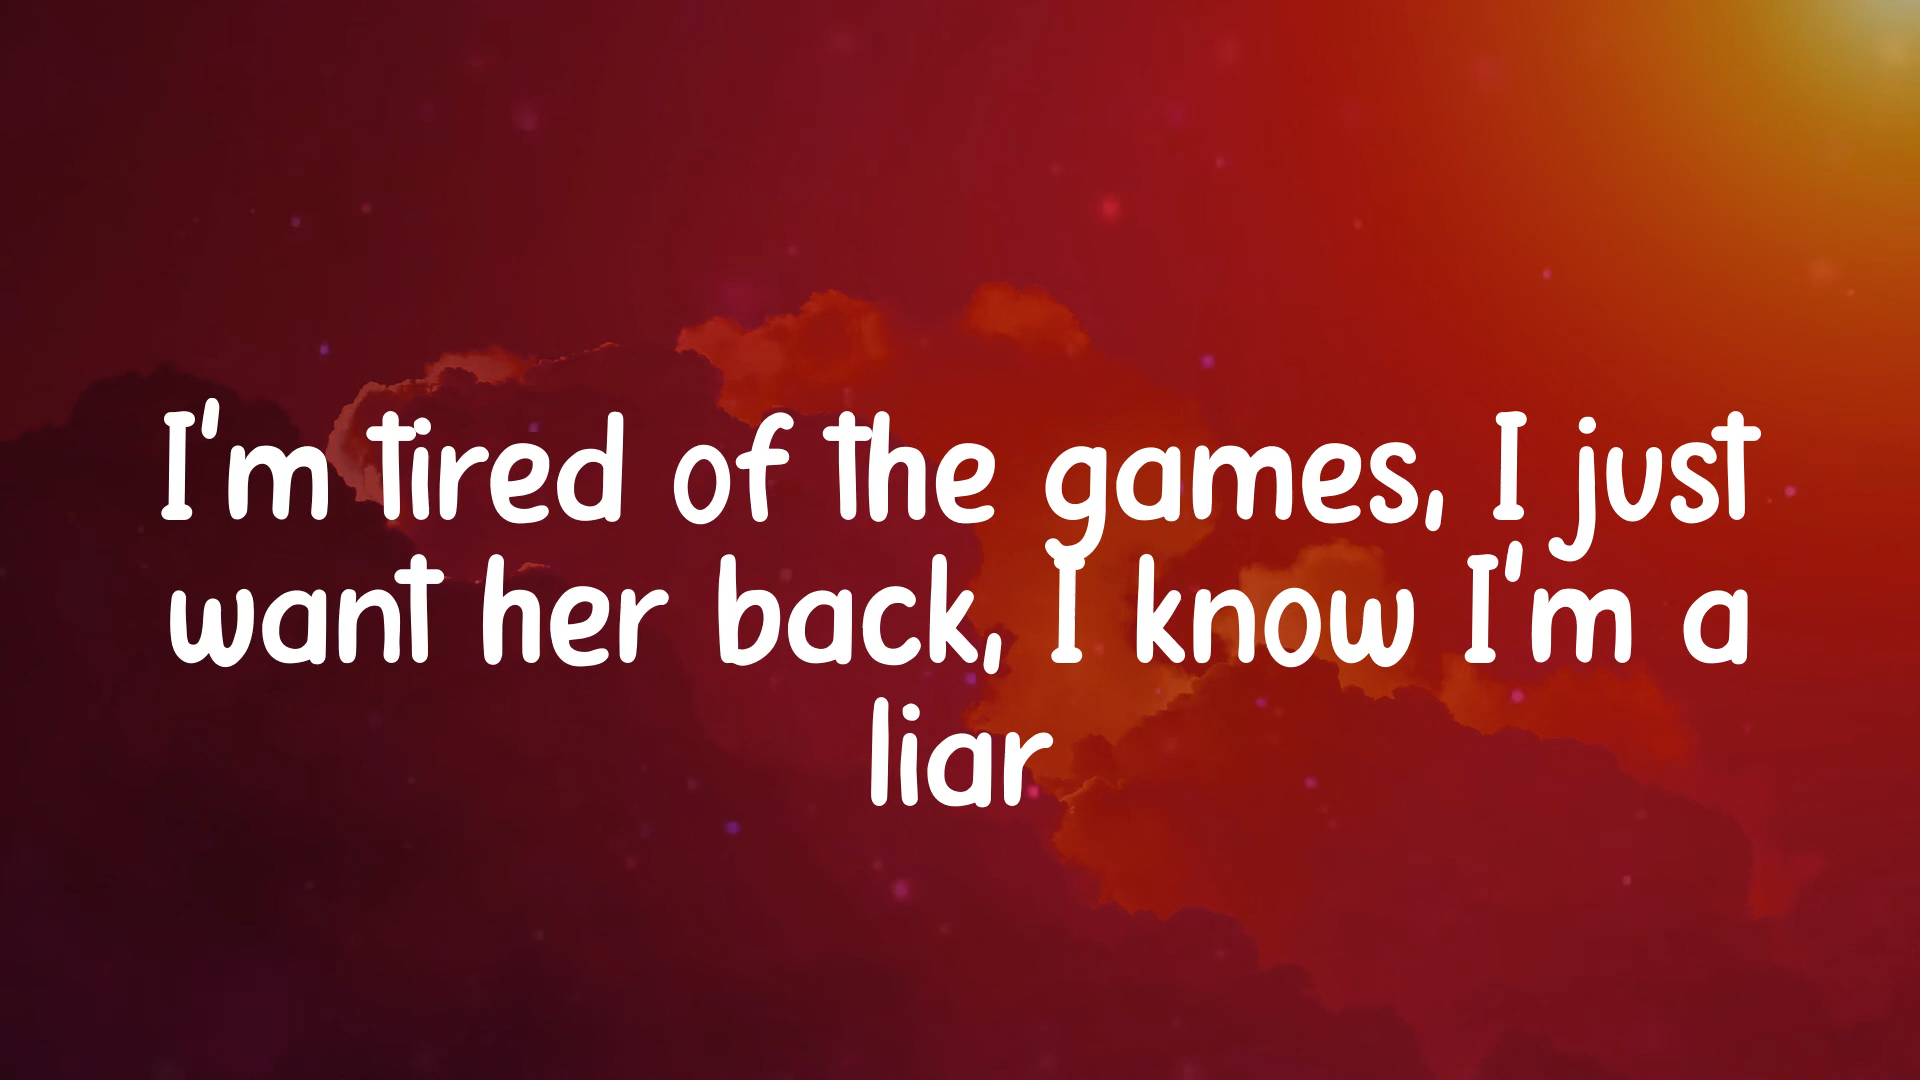 I'm tired of the games, I just
want her back, I know I'm a
liar